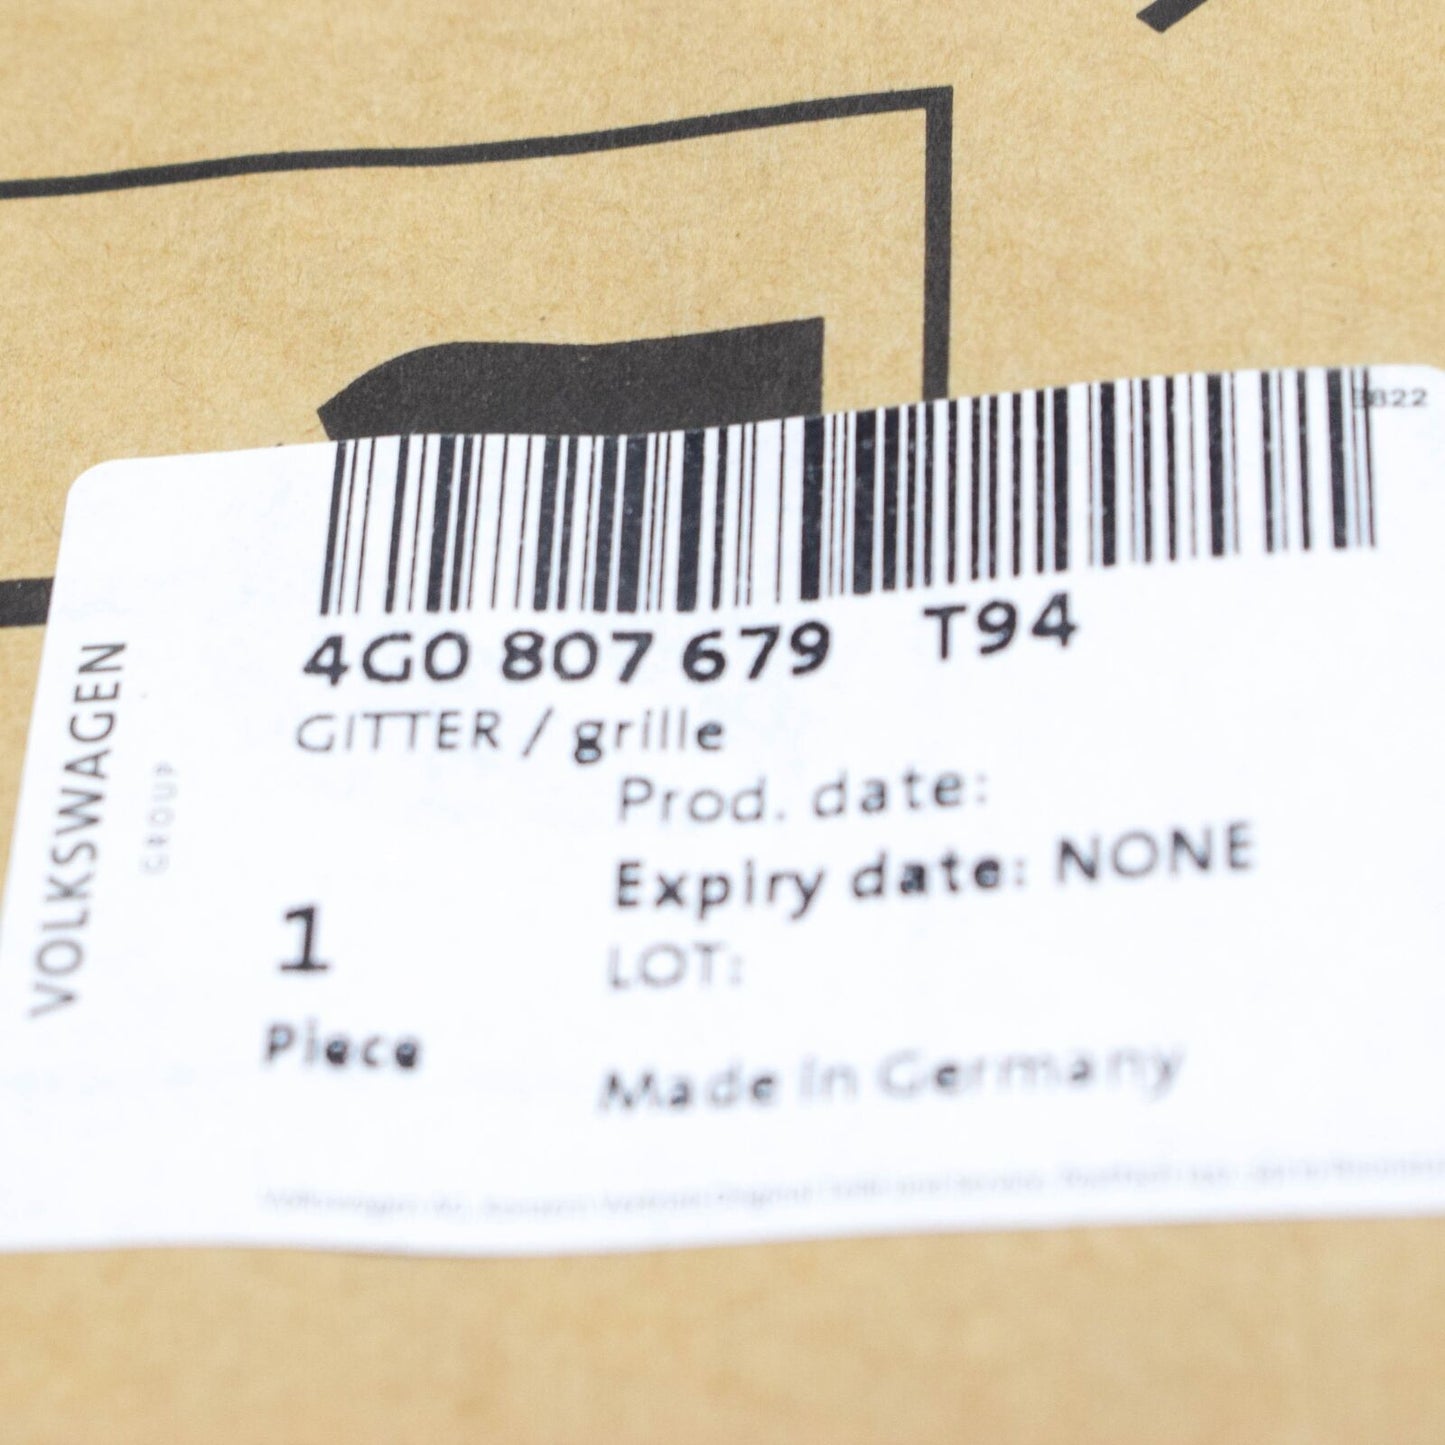 4G0 807 679 T94
GITTER / grille
Prod. date:
Expiry date: NONE
LOT:
1
Piece
Made in Germany
VOLKSWAGEN
GROUP